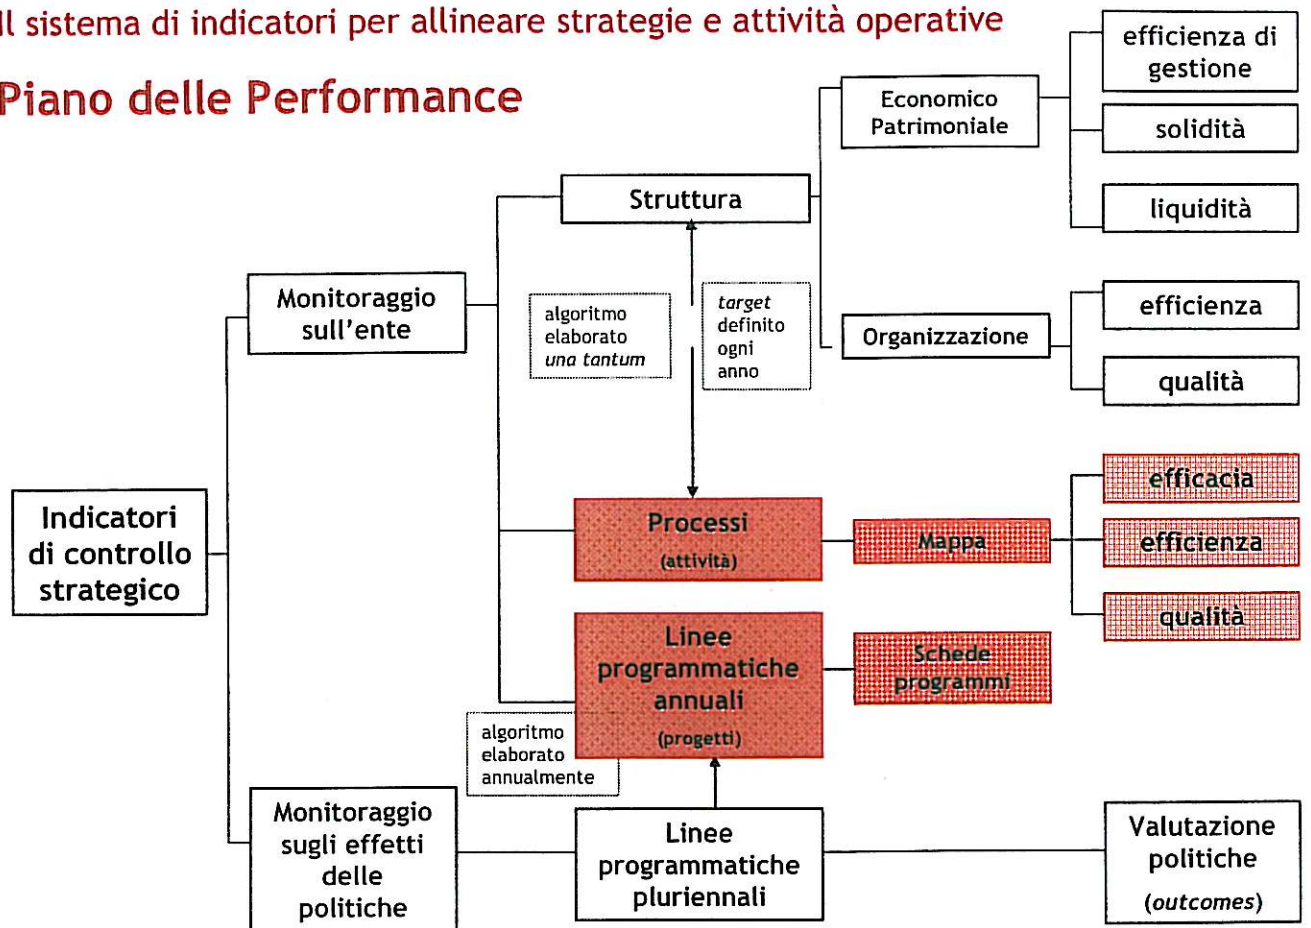 Il sistema di indicatori per allineare strategie e attività operative
Piano delle Performance
efficienza di
gestione
Economico
Patrimoniale
solidità
Struttura
liquidità
Monitoraggio
sull'ente
algoritmo
elaborato
una tantum
target
definito
ogni
anno
efficienza
Organizzazione
qualità
Indicatori
di controllo
strategico
Processi
(attività)
Mappa
efficacia
efficienza
qualità
Linee
programmatiche
annuali
(progetti)
Schede
programmi
algoritmo
elaborato
annualmente
Monitoraggio
sugli effetti
delle
politiche
Linee
programmatiche
pluriennali
Valutazione
politiche
(outcomes)